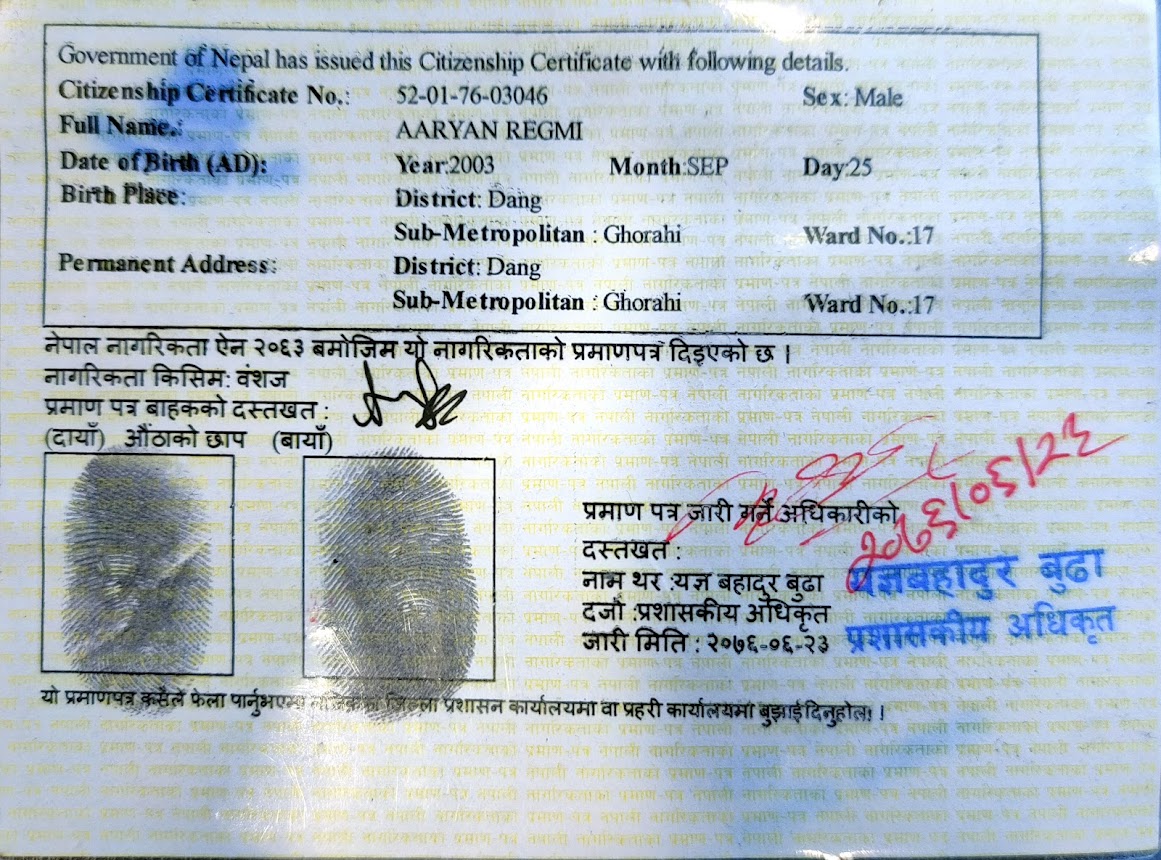 Government of Nepal has issued this Citizenship Certificate with following details.
Citizenship Certificate No.: 52-01-76-03046 Sex: Male
Full Name.: AARYAN REGMI
Date of Birth (AD): Year:2003 Month:SEP Day:25
Birth Place: District: Dang
Sub-Metropolitan : Ghorahi Ward No.:17
Permanent Address: District: Dang
Sub-Metropolitan : Ghorahi Ward No.:17
नेपाल नागरिकता ऐन २०६३ बमोजिम यो नागरिकताको प्रमाणपत्र दिइएको छ |
नागरिकता किसिम: वंशज
प्रमाण पत्र बाहकको दस्तखत :
(दायाँ) औंठाको छाप (बायाँ)
प्रमाण पत्र जारी गर्ने अधिकारीको
दस्तखत :
२०७६/०६/२३
नाम थर :यज्ञ बहादुर बुढा
यज्ञबहादुर बुढा
दर्जा :प्रशासकीय अधिकृत
प्रशासकीय अधिकृत
जारी मिति : २०७६-०६-२३
यो प्रमाणपत्र कसैले फेला पार्नुभएमा जिल्ला प्रशासन कार्यालयमा वा प्रहरी कार्यालयमा बुझाई दिनुहोला !